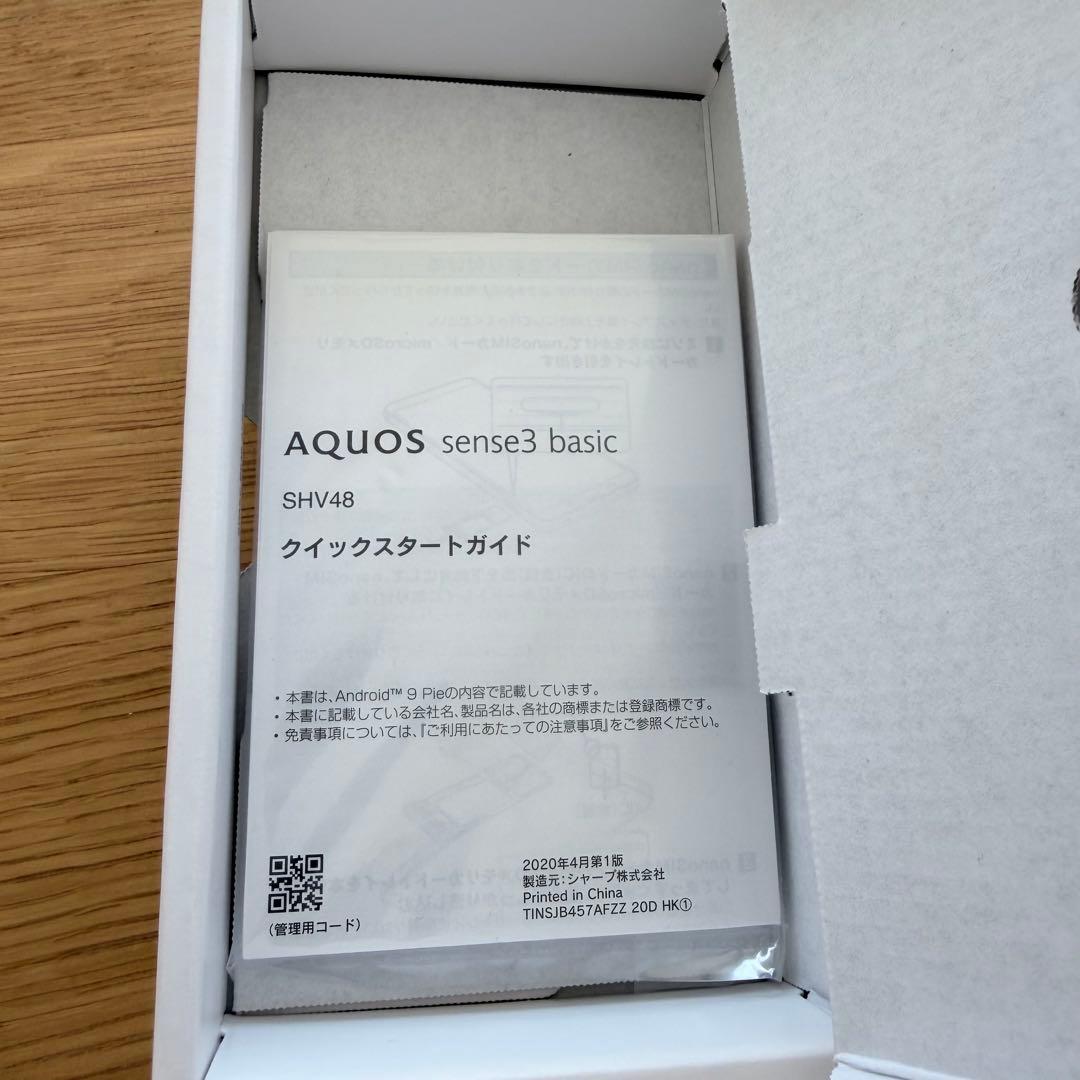 AQUOS sense3 basic
SHV48
クイックスタートガイド
・本書は、Android™ 9 Pieの内容で記載しています。
・本書に記載している会社名、製品名は、各社の商標または登録商標です。
・免責事項については、『ご利用にあたっての注意事項』をご参照ください。
(管理用コード)
2020年4月第1版
製造元:シャープ株式会社
Printed in China
TINSJB457AFZZ 20D HK①